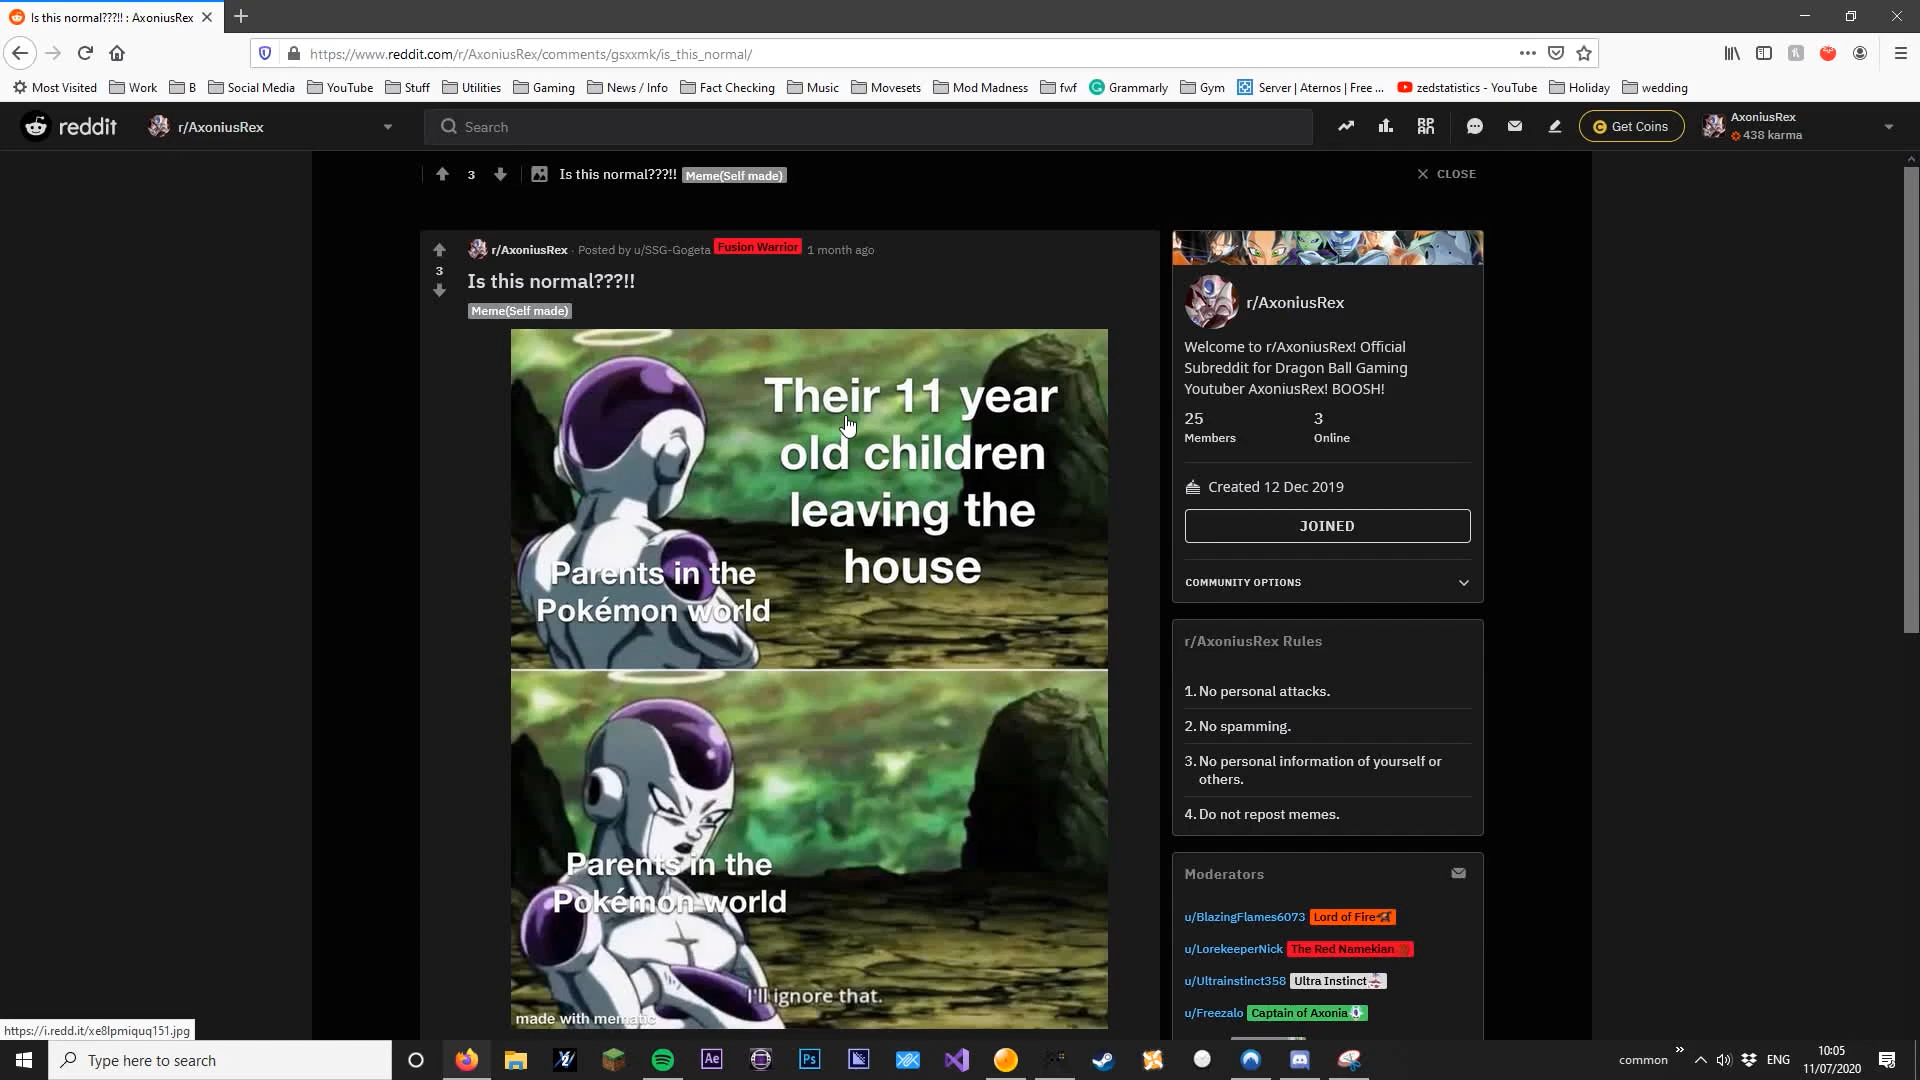 Is this normal???!! : AxoniusRex
https://www.reddit.com/r/AxoniusRex/comments/gsxxmk/is_this_normal/
Most Visited Work B Social Media YouTube Stuff Utilities Gaming News / Info Fact Checking Music Movesets Mod Madness fwf Grammarly Gym Server | Aternos | Free ... zedstatistics - YouTube Holiday wedding
reddit r/AxoniusRex Search Get Coins AxoniusRex
438 karma
3 Is this normal???!! Meme(Self made) CLOSE
r/AxoniusRex · Posted by u/SSG-Gogeta Fusion Warrior 1 month ago
3
Is this normal???!!
Meme(Self made)
Their 11 year
old children
leaving the
house
Parents in the
Pokémon world
Parents in the
Pokémon world
I'll ignore that.
made with mematic
r/AxoniusRex
Welcome to r/AxoniusRex! Official
Subreddit for Dragon Ball Gaming
Youtuber AxoniusRex! BOOSH!
25 3
Members Online
Created 12 Dec 2019
JOINED
COMMUNITY OPTIONS
r/AxoniusRex Rules
1. No personal attacks.
2. No spamming.
3. No personal information of yourself or
others.
4. Do not repost memes.
Moderators
u/BlazingFlames6073 Lord of Fire
u/LorekeeperNick The Red Namekian
u/Ultrainstinct358 Ultra Instinct
u/Freezalo Captain of Axonia
https://i.redd.it/xe8lpmiquq151.jpg
Type here to search
Ae
Ps
common
ENG
10:05
11/07/2020